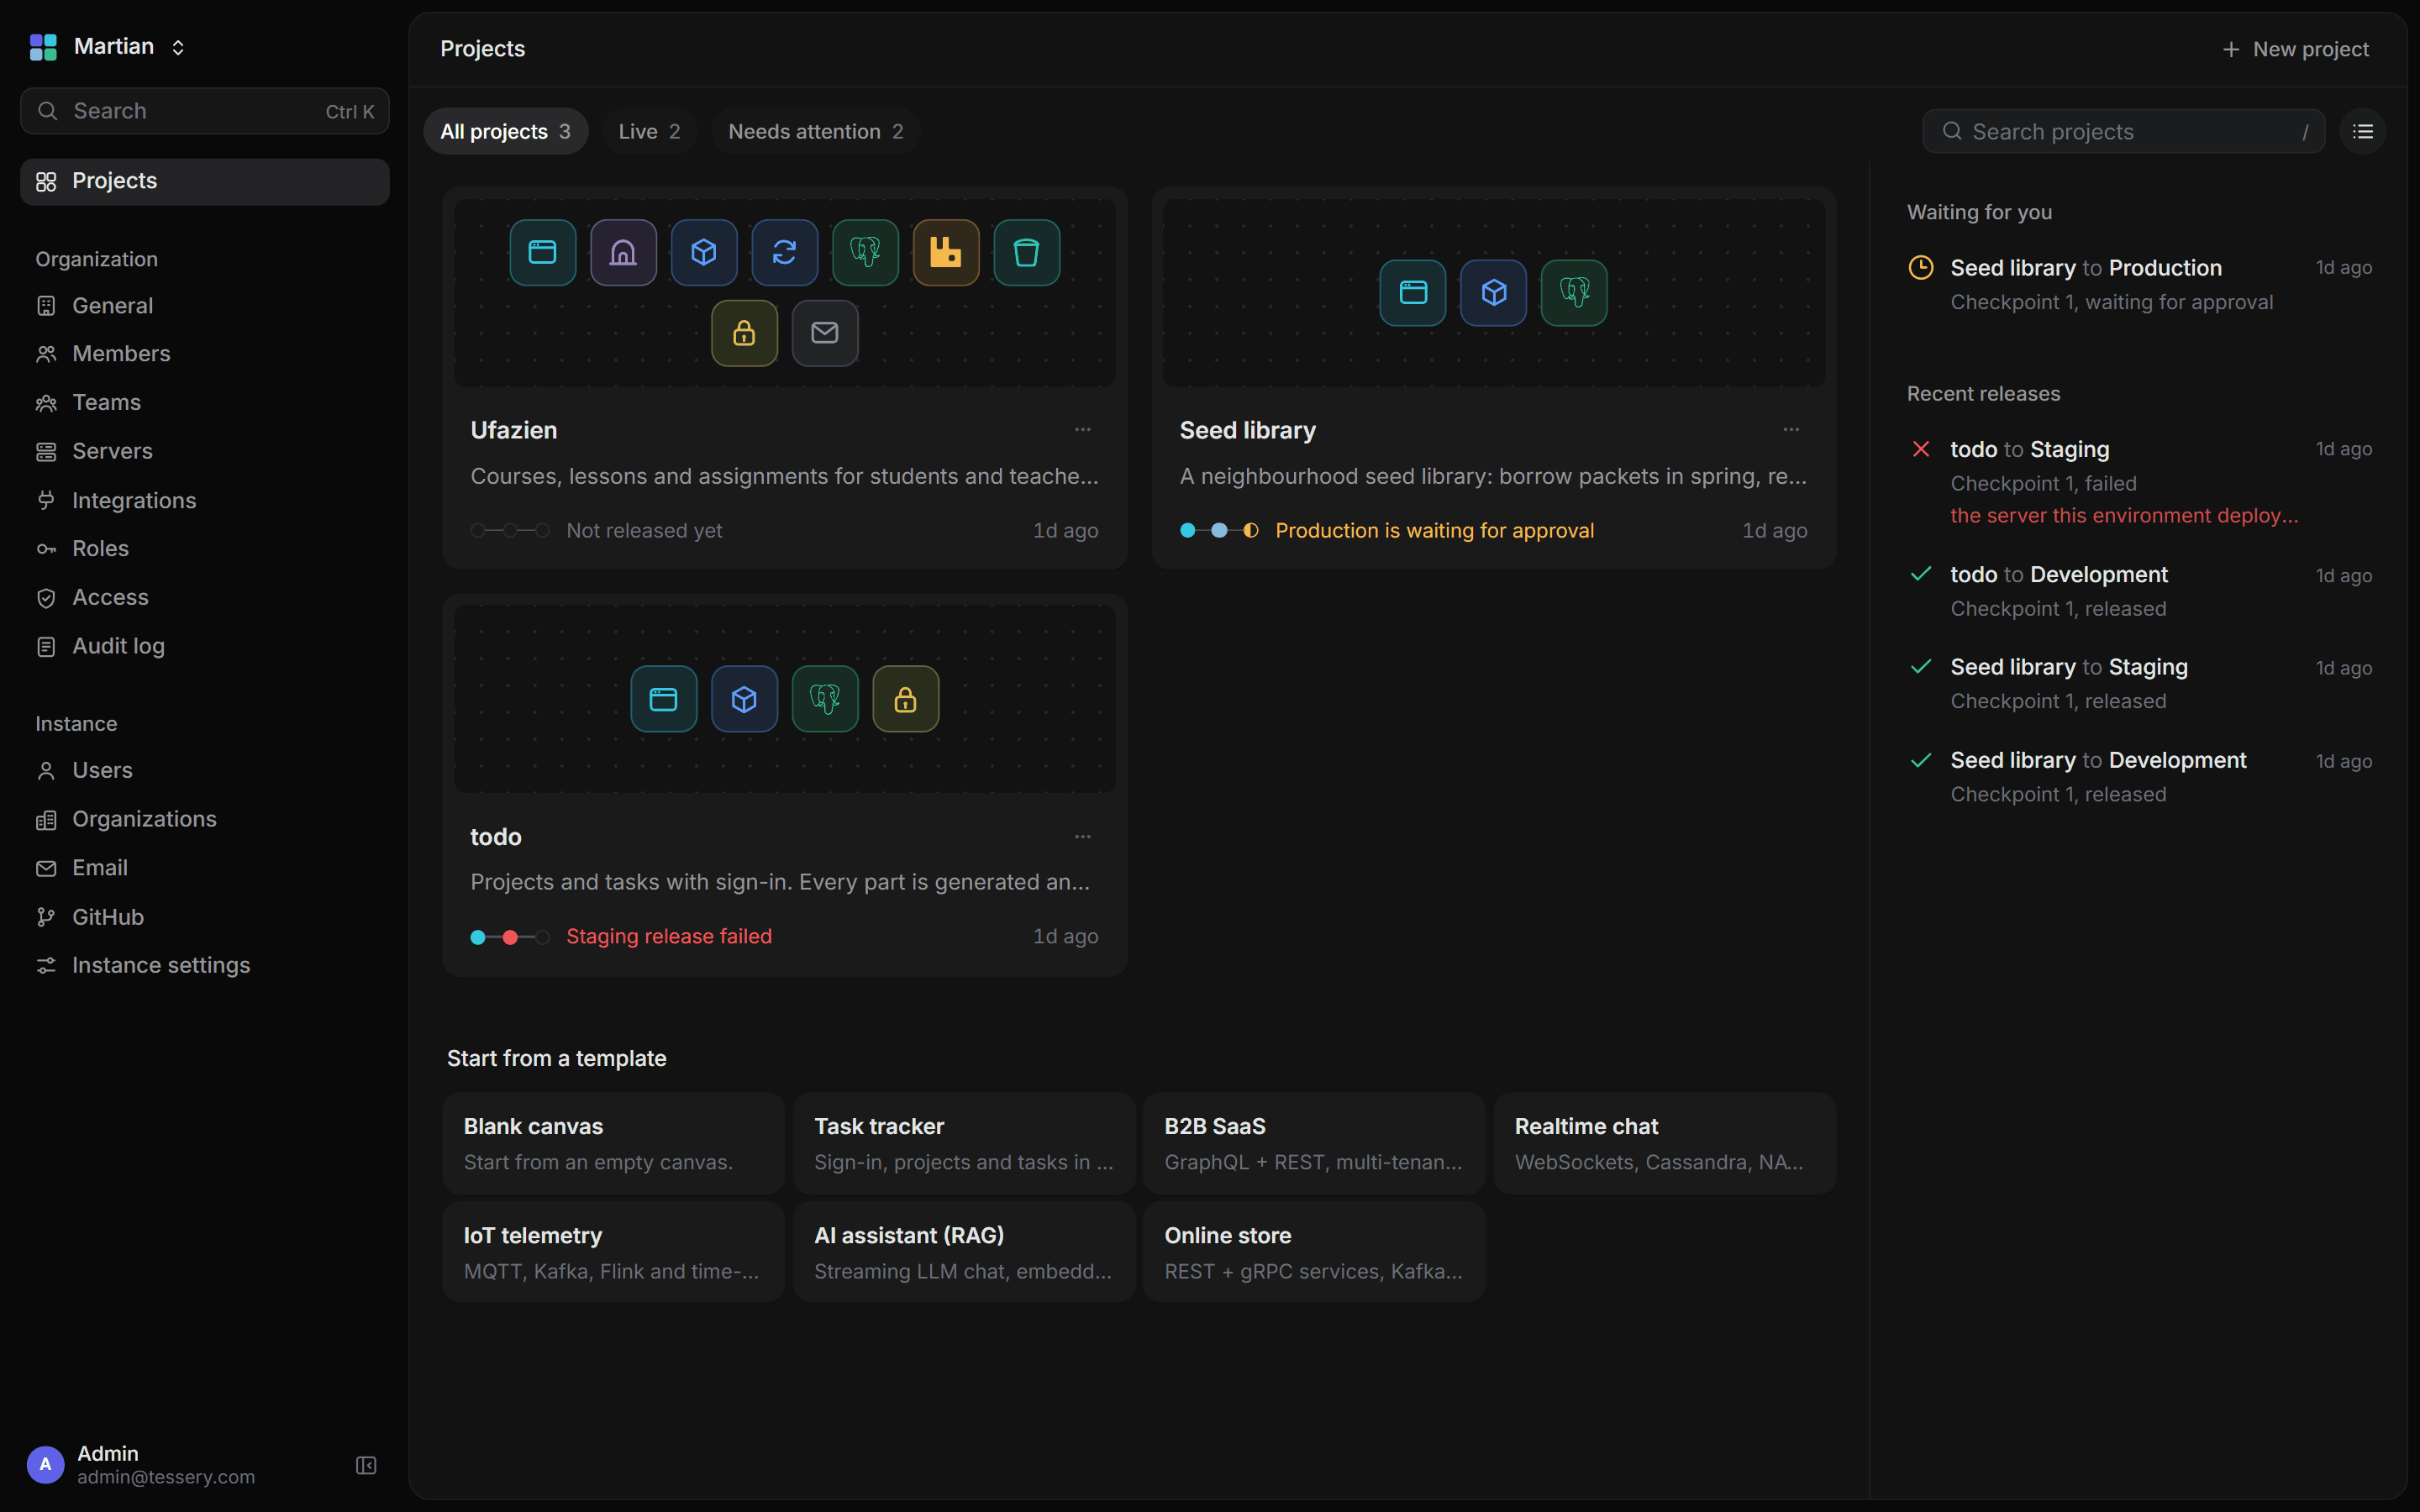 Martian
Search
Ctrl K
Projects
Organization
General
Members
Teams
Servers
Integrations
Roles
Access
Audit log
Instance
Users
Organizations
Email
GitHub
Instance settings
A
Admin
admin@tessery.com
Projects
New project
All projects 3
Live 2
Needs attention 2
Search projects
/
Ufazien
Courses, lessons and assignments for students and teache...
Not released yet
1d ago
Seed library
A neighbourhood seed library: borrow packets in spring, re...
Production is waiting for approval
1d ago
todo
Projects and tasks with sign-in. Every part is generated an...
Staging release failed
1d ago
Start from a template
Blank canvas
Start from an empty canvas.
Task tracker
Sign-in, projects and tasks in ...
B2B SaaS
GraphQL + REST, multi-tenan...
Realtime chat
WebSockets, Cassandra, NA...
IoT telemetry
MQTT, Kafka, Flink and time-...
AI assistant (RAG)
Streaming LLM chat, embedd...
Online store
REST + gRPC services, Kafka...
Waiting for you
Seed library to Production
1d ago
Checkpoint 1, waiting for approval
Recent releases
todo to Staging
1d ago
Checkpoint 1, failed
the server this environment deploy...
todo to Development
1d ago
Checkpoint 1, released
Seed library to Staging
1d ago
Checkpoint 1, released
Seed library to Development
1d ago
Checkpoint 1, released